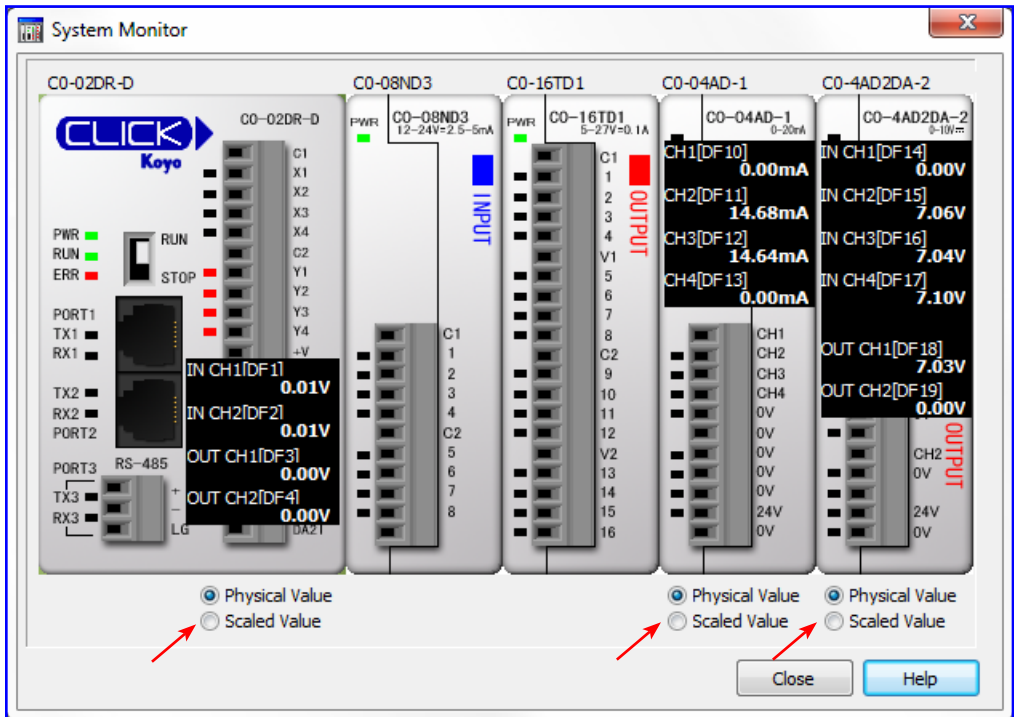 System Monitor
C0-02DR-D
C0-08ND3
C0-16TD1
C0-04AD-1
C0-4AD2DA-2
CLICK
Koyo
C0-02DR-D
C1
X1
X2
X3
X4
C2
Y1
Y2
Y3
Y4
+V
PWR
RUN
ERR
RUN
STOP
PORT1
TX1
RX1
TX2
RX2
PORT2
PORT3
RS-485
TX3
RX3
+
-
LG
IN CH1[DF1]
0.01V
IN CH2[DF2]
0.01V
OUT CH1[DF3]
0.00V
OUT CH2[DF4]
0.00V
DA2I
PWR
C0-08ND3
12-24V=2.5-5mA
INPUT
C1
1
2
3
4
C2
5
6
7
8
PWR
C0-16TD1
5-27V=0.1A
OUTPUT
C1
1
2
3
4
V1
5
6
7
8
C2
9
10
11
12
V2
13
14
15
16
C0-04AD-1
0-20mA
CH1[DF10]
0.00mA
CH2[DF11]
14.68mA
CH3[DF12]
14.64mA
CH4[DF13]
0.00mA
CH1
CH2
CH3
CH4
0V
0V
0V
0V
0V
24V
0V
C0-4AD2DA-2
0-10V
IN CH1[DF14]
0.00V
IN CH2[DF15]
7.06V
IN CH3[DF16]
7.04V
IN CH4[DF17]
7.10V
OUT CH1[DF18]
7.03V
OUT CH2[DF19]
0.00V
OUTPUT
CH2
0V
24V
0V
Physical Value
Scaled Value
Physical Value
Scaled Value
Physical Value
Scaled Value
Close
Help